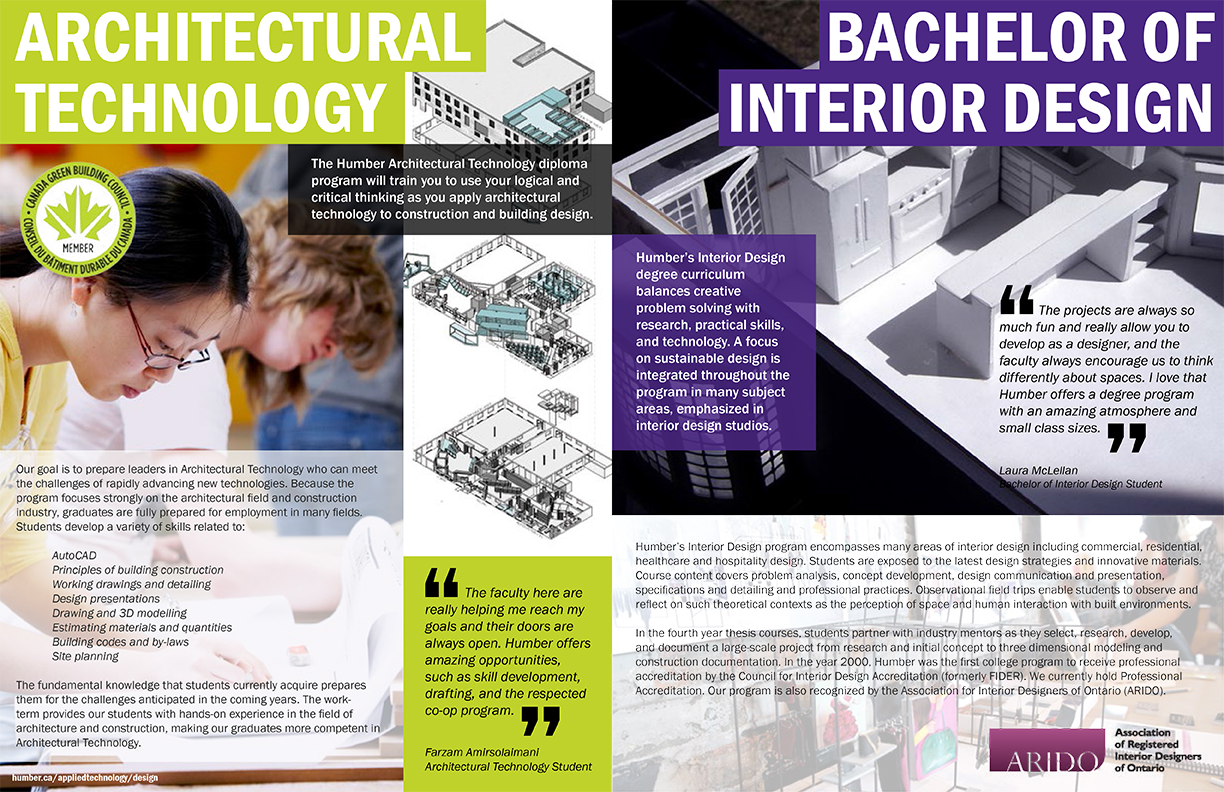 ARCHITECTURAL
TECHNOLOGY
CANADA GREEN BUILDING COUNCIL
MEMBER
CONSEIL DU BÂTIMENT DURABLE DU CANADA
The Humber Architectural Technology diploma
program will train you to use your logical and
critical thinking as you apply architectural
technology to construction and building design.
Our goal is to prepare leaders in Architectural Technology who can meet
the challenges of rapidly advancing new technologies. Because the
program focuses strongly on the architectural field and construction
industry, graduates are fully prepared for employment in many fields.
Students develop a variety of skills related to:
AutoCAD
Principles of building construction
Working drawings and detailing
Design presentations
Drawing and 3D modelling
Estimating materials and quantities
Building codes and by-laws
Site planning
The fundamental knowledge that students currently acquire prepares
them for the challenges anticipated in the coming years. The work-
term provides our students with hands-on experience in the field of
architecture and construction, making our graduates more competent in
Architectural Technology.
humber.ca/appliedtechnology/design
“ The faculty here are
really helping me reach my
goals and their doors are
always open. Humber offers
amazing opportunities,
such as skill development,
drafting, and the respected
co-op program. ”
Farzam Amirsolaimani
Architectural Technology Student
BACHELOR OF
INTERIOR DESIGN
Humber's Interior Design
degree curriculum
balances creative
problem solving with
research, practical skills,
and technology. A focus
on sustainable design is
integrated throughout the
program in many subject
areas, emphasized in
interior design studios.
“ The projects are always so
much fun and really allow you to
develop as a designer, and the
faculty always encourage us to think
differently about spaces. I love that
Humber offers a degree program
with an amazing atmosphere and
small class sizes. ”
Laura McLellan
Bachelor of Interior Design Student
Humber's Interior Design program encompasses many areas of interior design including commercial, residential,
healthcare and hospitality design. Students are exposed to the latest design strategies and innovative materials.
Course content covers problem analysis, concept development, design communication and presentation,
specifications and detailing and professional practices. Observational field trips enable students to observe and
reflect on such theoretical contexts as the perception of space and human interaction with built environments.
In the fourth year thesis courses, students partner with industry mentors as they select, research, develop,
and document a large-scale project from research and initial concept to three dimensional modeling and
construction documentation. In the year 2000, Humber was the first college program to receive professional
accreditation by the Council for Interior Design Accreditation (formerly FIDER). We currently hold Professional
Accreditation. Our program is also recognized by the Association for Interior Designers of Ontario (ARIDO).
ARIDO
Association
of Registered
Interior Designers
of Ontario